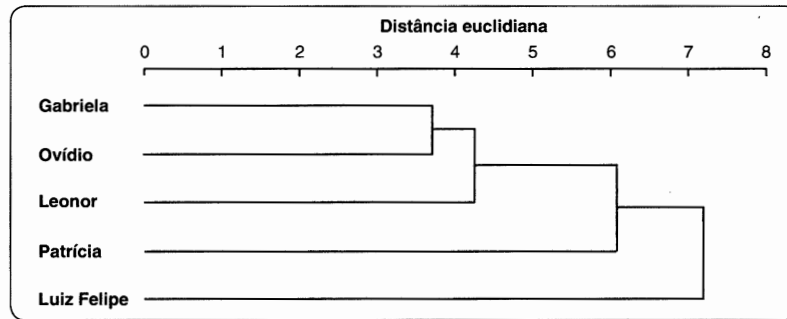 Distância euclidiana
0 1 2 3 4 5 6 7 8
Gabriela
Ovídio
Leonor
Patrícia
Luiz Felipe